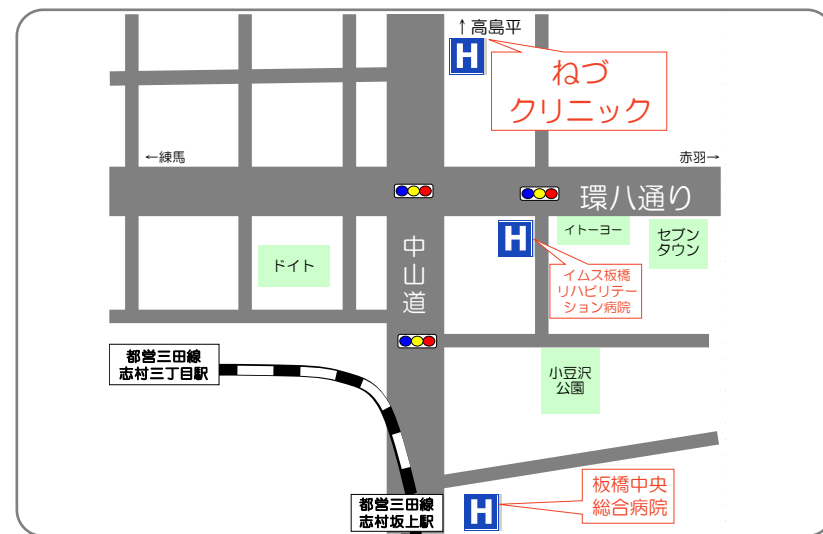 ↑高島平
H
ねづ
クリニック
←練馬
赤羽→
環八通り
中山道
H
イトーヨー
セブン
タウン
ドイト
イムス板橋
リハビリテー
ション病院
都営三田線
志村三丁目駅
小豆沢
公園
都営三田線
志村坂上駅
H
板橋中央
総合病院